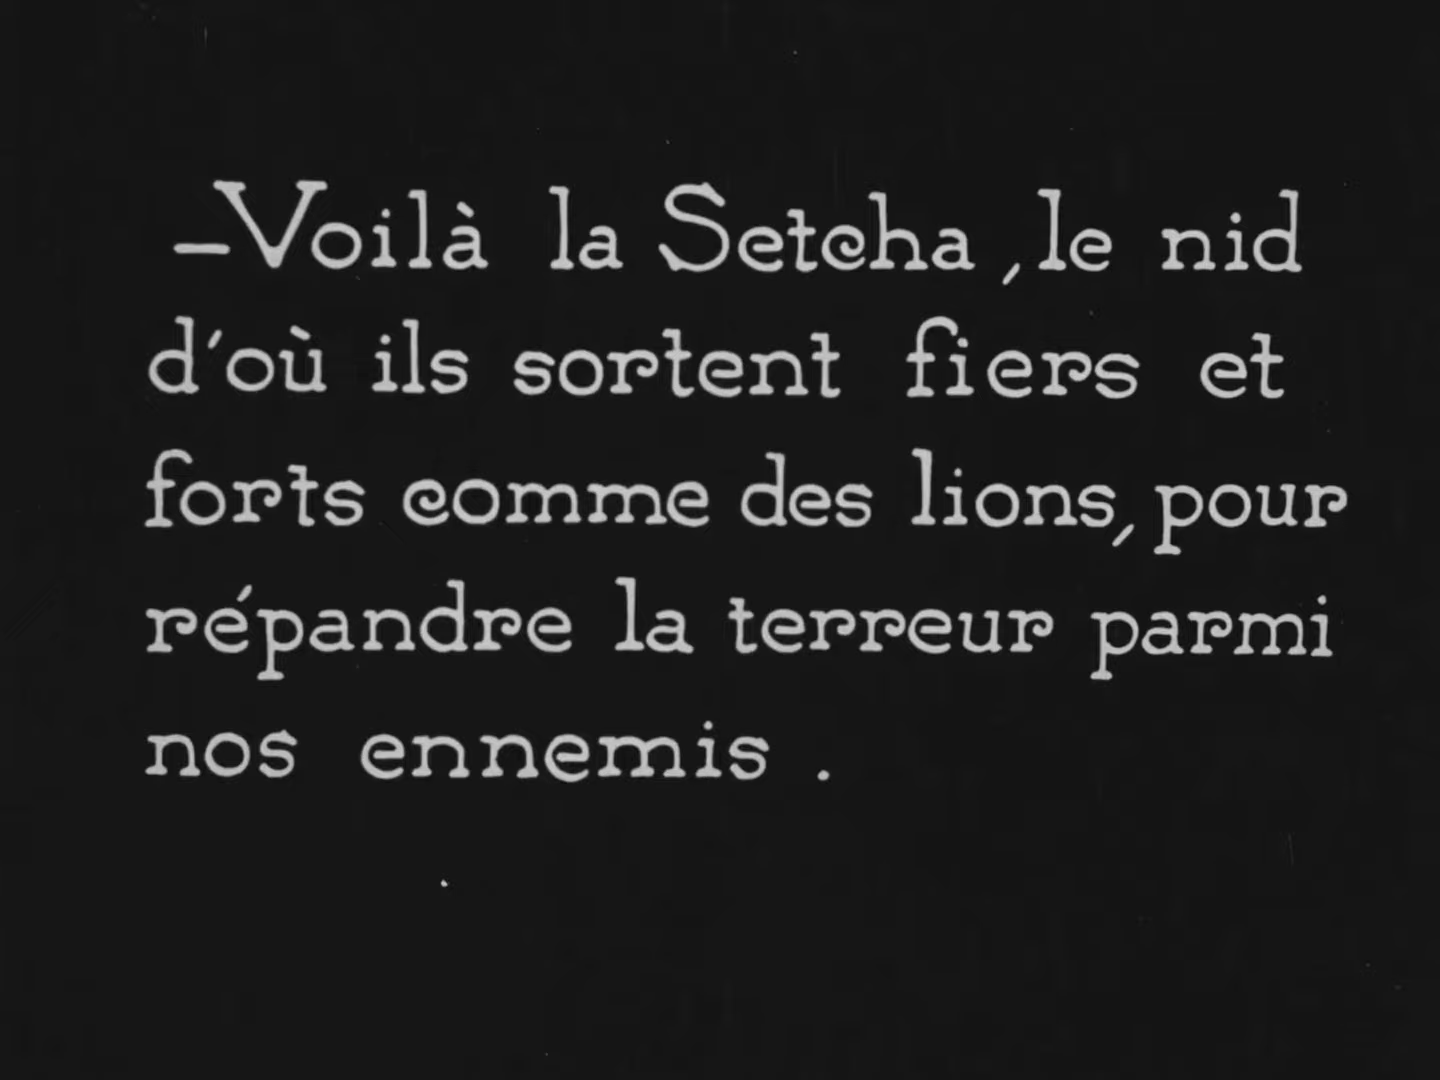 —Voilà la Setcha, le nid
d'où ils sortent fiers et
forts comme des lions, pour
répandre la terreur parmi
nos ennemis.